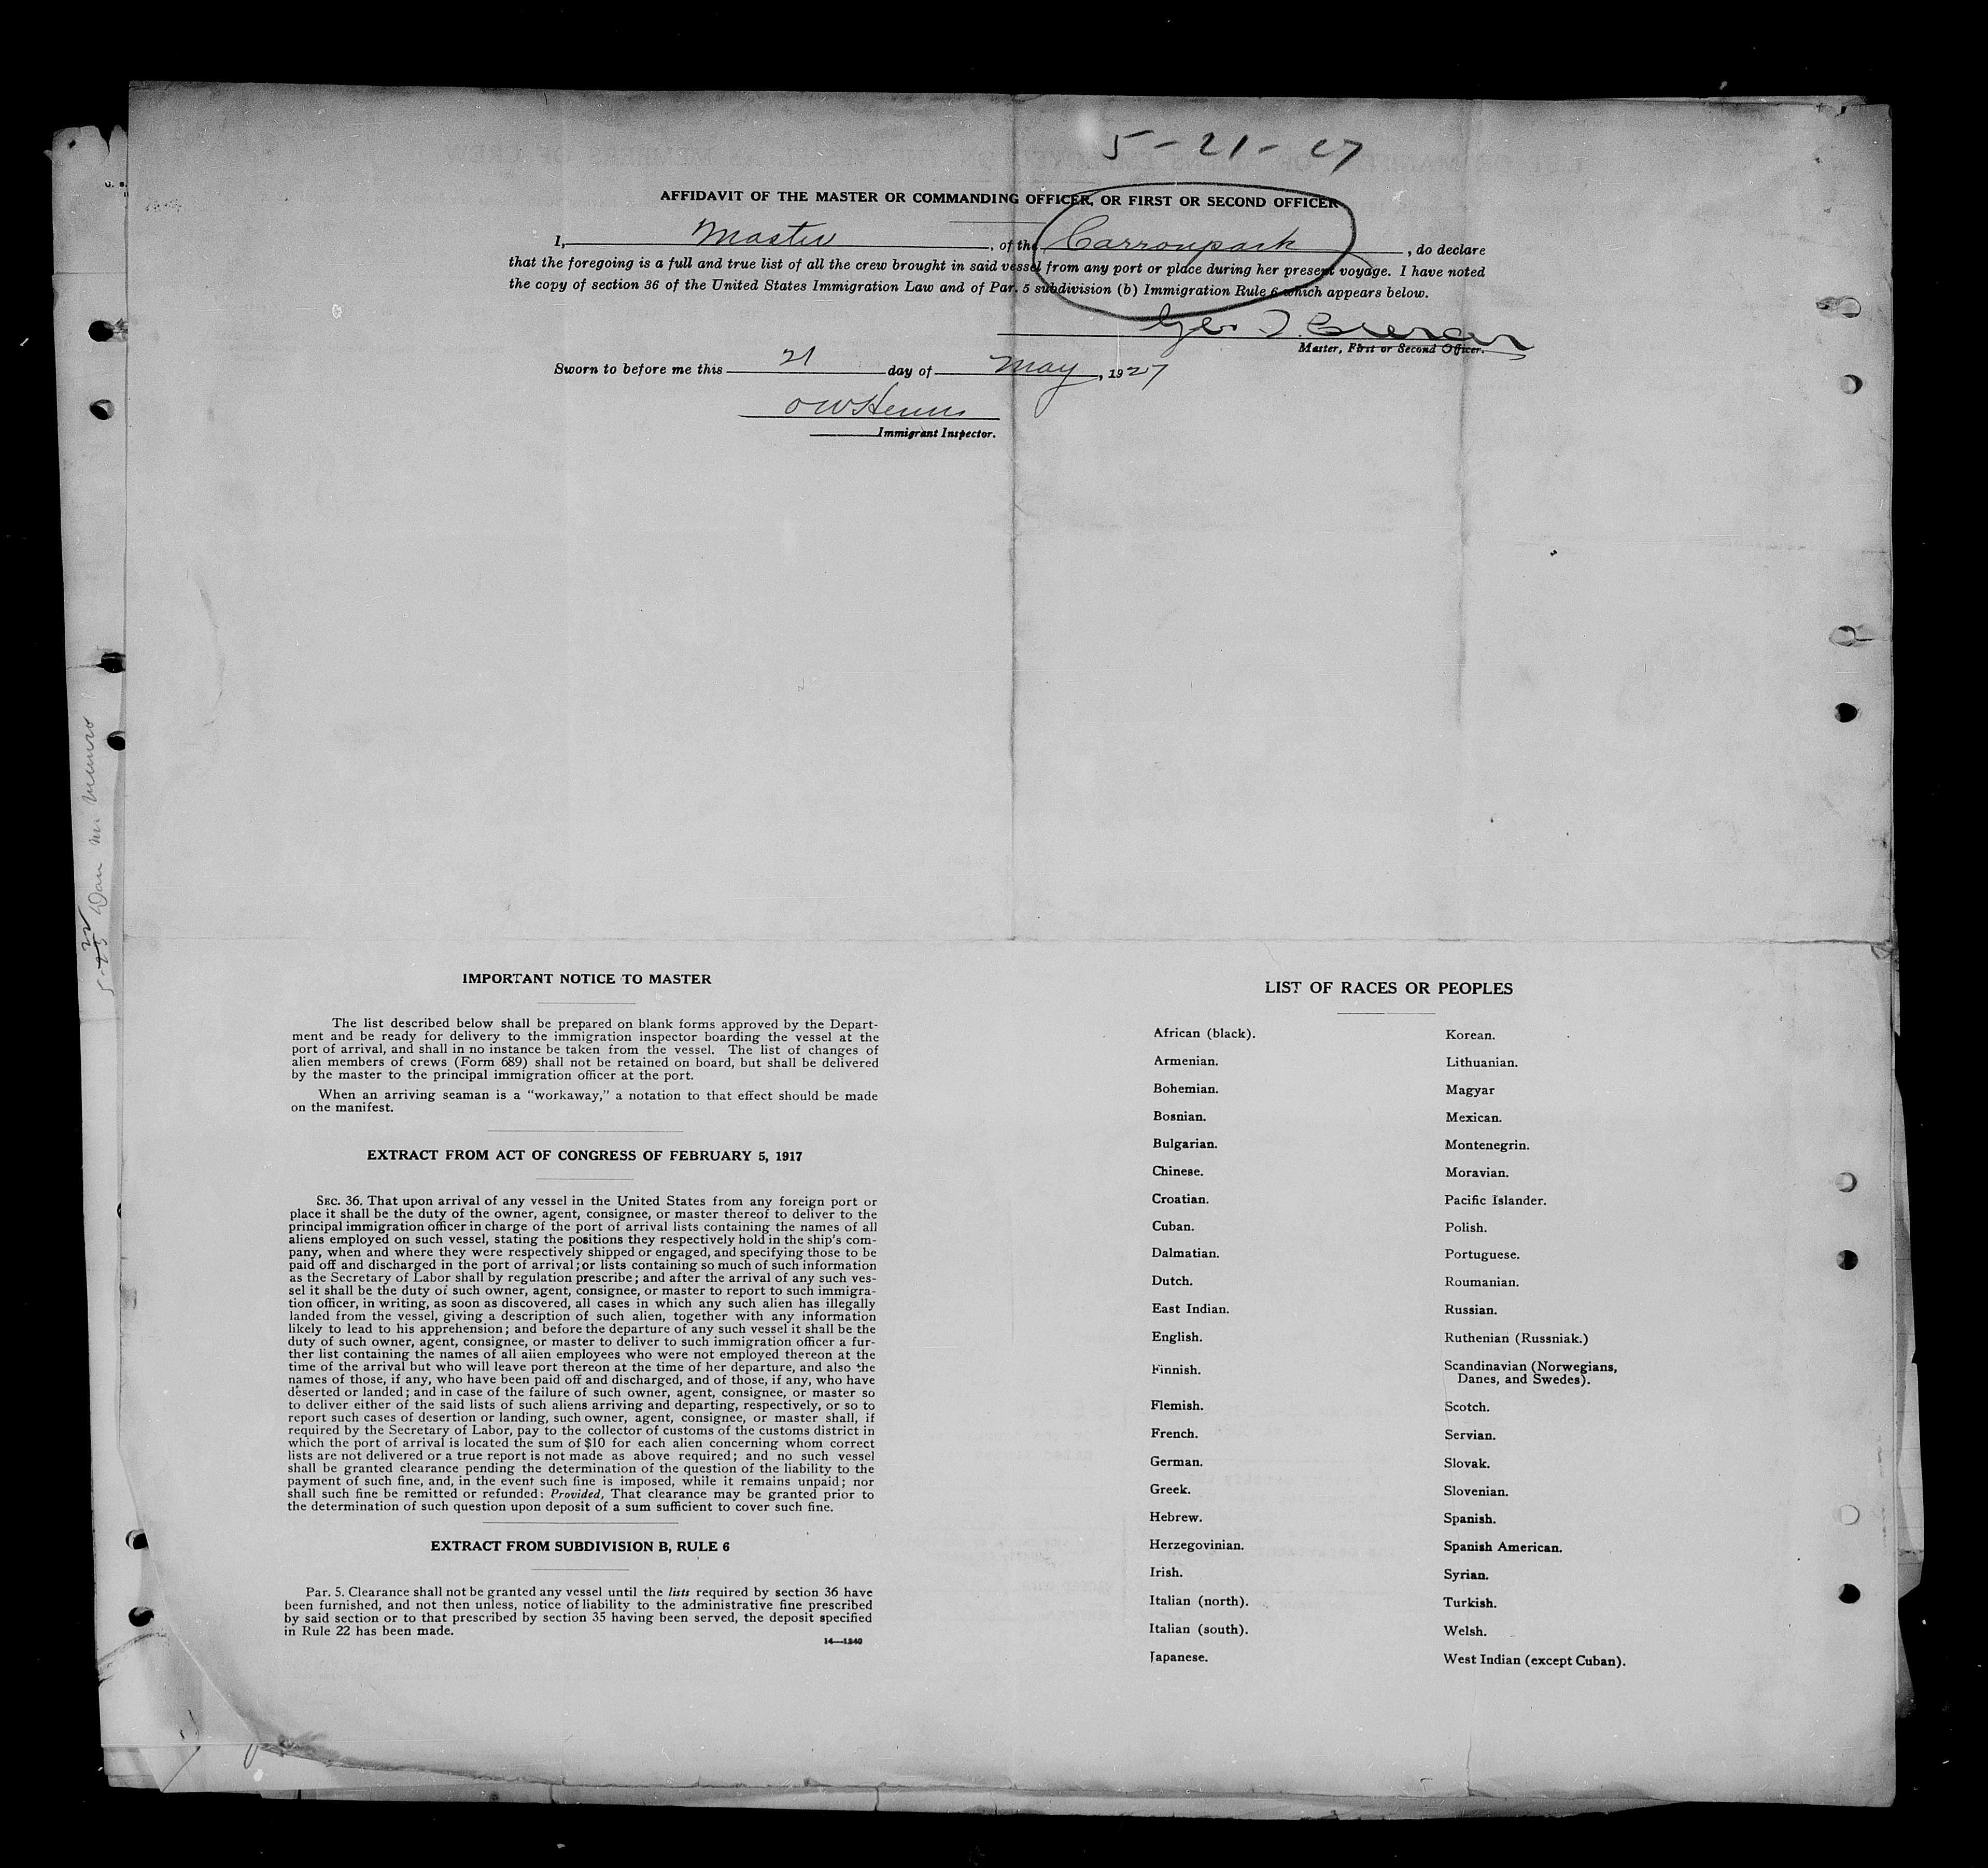 5-21-27
AFFIDAVIT OF THE MASTER OR COMMANDING OFFICER, OR FIRST OR SECOND OFFICER
I, Master, of the Carronpark, do declare
that the foregoing is a full and true list of all the crew brought in said vessel from any port or place during her present voyage. I have noted
the copy of section 36 of the United States Immigration Law and of Par. 5 subdivision (b) Immigration Rule 6 which appears below.
Geo
Master, First or Second Officer.
Sworn to before me this 21 day of May, 1927
O W
Immigrant Inspector.
5-23 22 Dan M. Munro
IMPORTANT NOTICE TO MASTER
The list described below shall be prepared on blank forms approved by the Depart-
ment and be ready for delivery to the immigration inspector boarding the vessel at the
port of arrival, and shall in no instance be taken from the vessel. The list of changes of
alien members of crews (Form 689) shall not be retained on board, but shall be delivered
by the master to the principal immigration officer at the port.
When an arriving seaman is a "workaway," a notation to that effect should be made
on the manifest.
EXTRACT FROM ACT OF CONGRESS OF FEBRUARY 5, 1917
SEC. 36. That upon arrival of any vessel in the United States from any foreign port or
place it shall be the duty of the owner, agent, consignee, or master thereof to deliver to the
principal immigration officer in charge of the port of arrival lists containing the names of all
aliens employed on such vessel, stating the positions they respectively hold in the ship's com-
pany, when and where they were respectively shipped or engaged, and specifying those to be
paid off and discharged in the port of arrival; or lists containing so much of such information
as the Secretary of Labor shall by regulation prescribe; and after the arrival of any such ves-
sel it shall be the duty of such owner, agent, consignee, or master to report to such immigra-
tion officer, in writing, as soon as discovered, all cases in which any such alien has illegally
landed from the vessel, giving a description of such alien, together with any information
likely to lead to his apprehension; and before the departure of any such vessel it shall be the
duty of such owner, agent, consignee, or master to deliver to such immigration officer a fur-
ther list containing the names of all alien employees who were not employed thereon at the
time of the arrival but who will leave port thereon at the time of her departure, and also the
names of those, if any, who have been paid off and discharged, and of those, if any, who have
deserted or landed; and in case of the failure of such owner, agent, consignee, or master so
to deliver either of the said lists of such aliens arriving and departing, respectively, or so to
report such cases of desertion or landing, such owner, agent, consignee, or master shall, if
required by the Secretary of Labor, pay to the collector of customs of the customs district in
which the port of arrival is located the sum of $10 for each alien concerning whom correct
lists are not delivered or a true report is not made as above required; and no such vessel
shall be granted clearance pending the determination of the question of the liability to the
payment of such fine, and, in the event such fine is imposed, while it remains unpaid; nor
shall such fine be remitted or refunded: Provided, That clearance may be granted prior to
the determination of such question upon deposit of a sum sufficient to cover such fine.
EXTRACT FROM SUBDIVISION B, RULE 6
Par. 5. Clearance shall not be granted any vessel until the lists required by section 36 have
been furnished, and not then unless, notice of liability to the administrative fine prescribed
by said section or to that prescribed by section 35 having been served, the deposit specified
in Rule 22 has been made.
14—1240
LIST OF RACES OR PEOPLES
African (black).
Armenian.
Bohemian.
Bosnian.
Bulgarian.
Chinese.
Croatian.
Cuban.
Dalmatian.
Dutch.
East Indian.
English.
Finnish.
Flemish.
French.
German.
Greek.
Hebrew.
Herzegovinian.
Irish.
Italian (north).
Italian (south).
Japanese.
Korean.
Lithuanian.
Magyar
Mexican.
Montenegrin.
Moravian.
Pacific Islander.
Polish.
Portuguese.
Roumanian.
Russian.
Ruthenian (Russniak.)
Scandinavian (Norwegians,
Danes, and Swedes).
Scotch.
Servian.
Slovak.
Slovenian.
Spanish.
Spanish American.
Syrian.
Turkish.
Welsh.
West Indian (except Cuban).